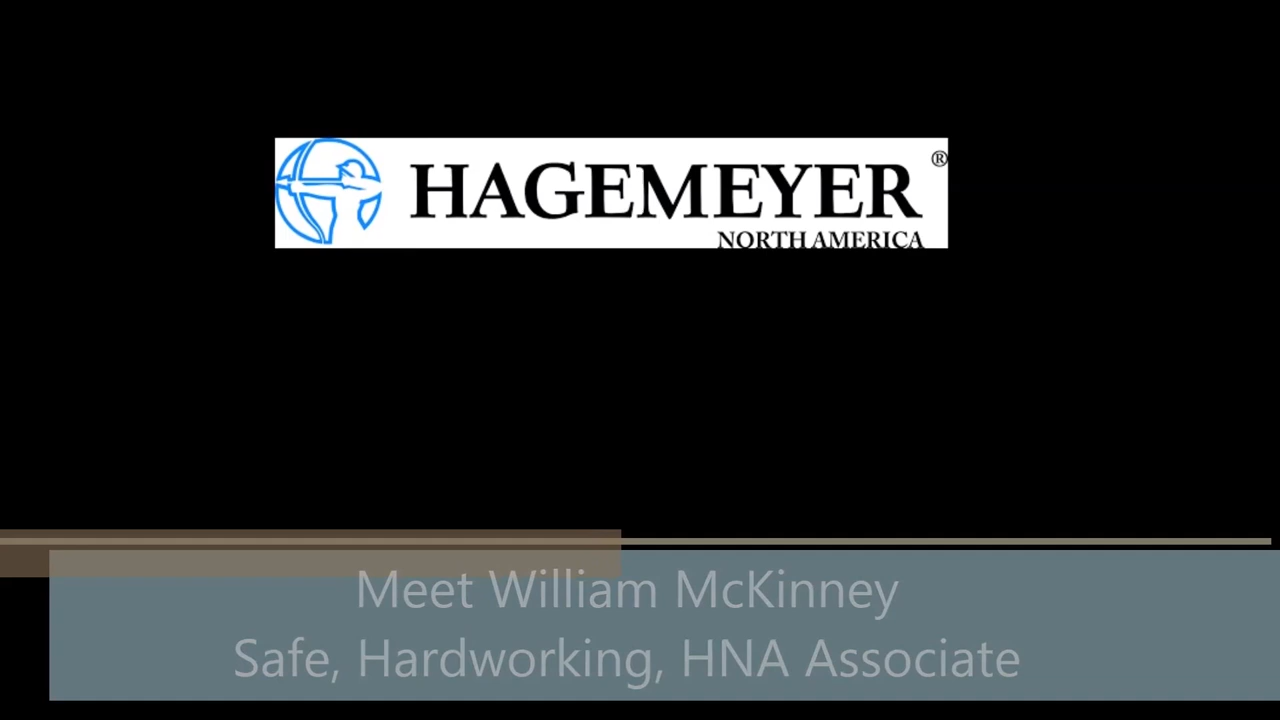 HAGEMEYER ®
NORTH AMERICA
Meet William McKinney
Safe, Hardworking, HNA Associate